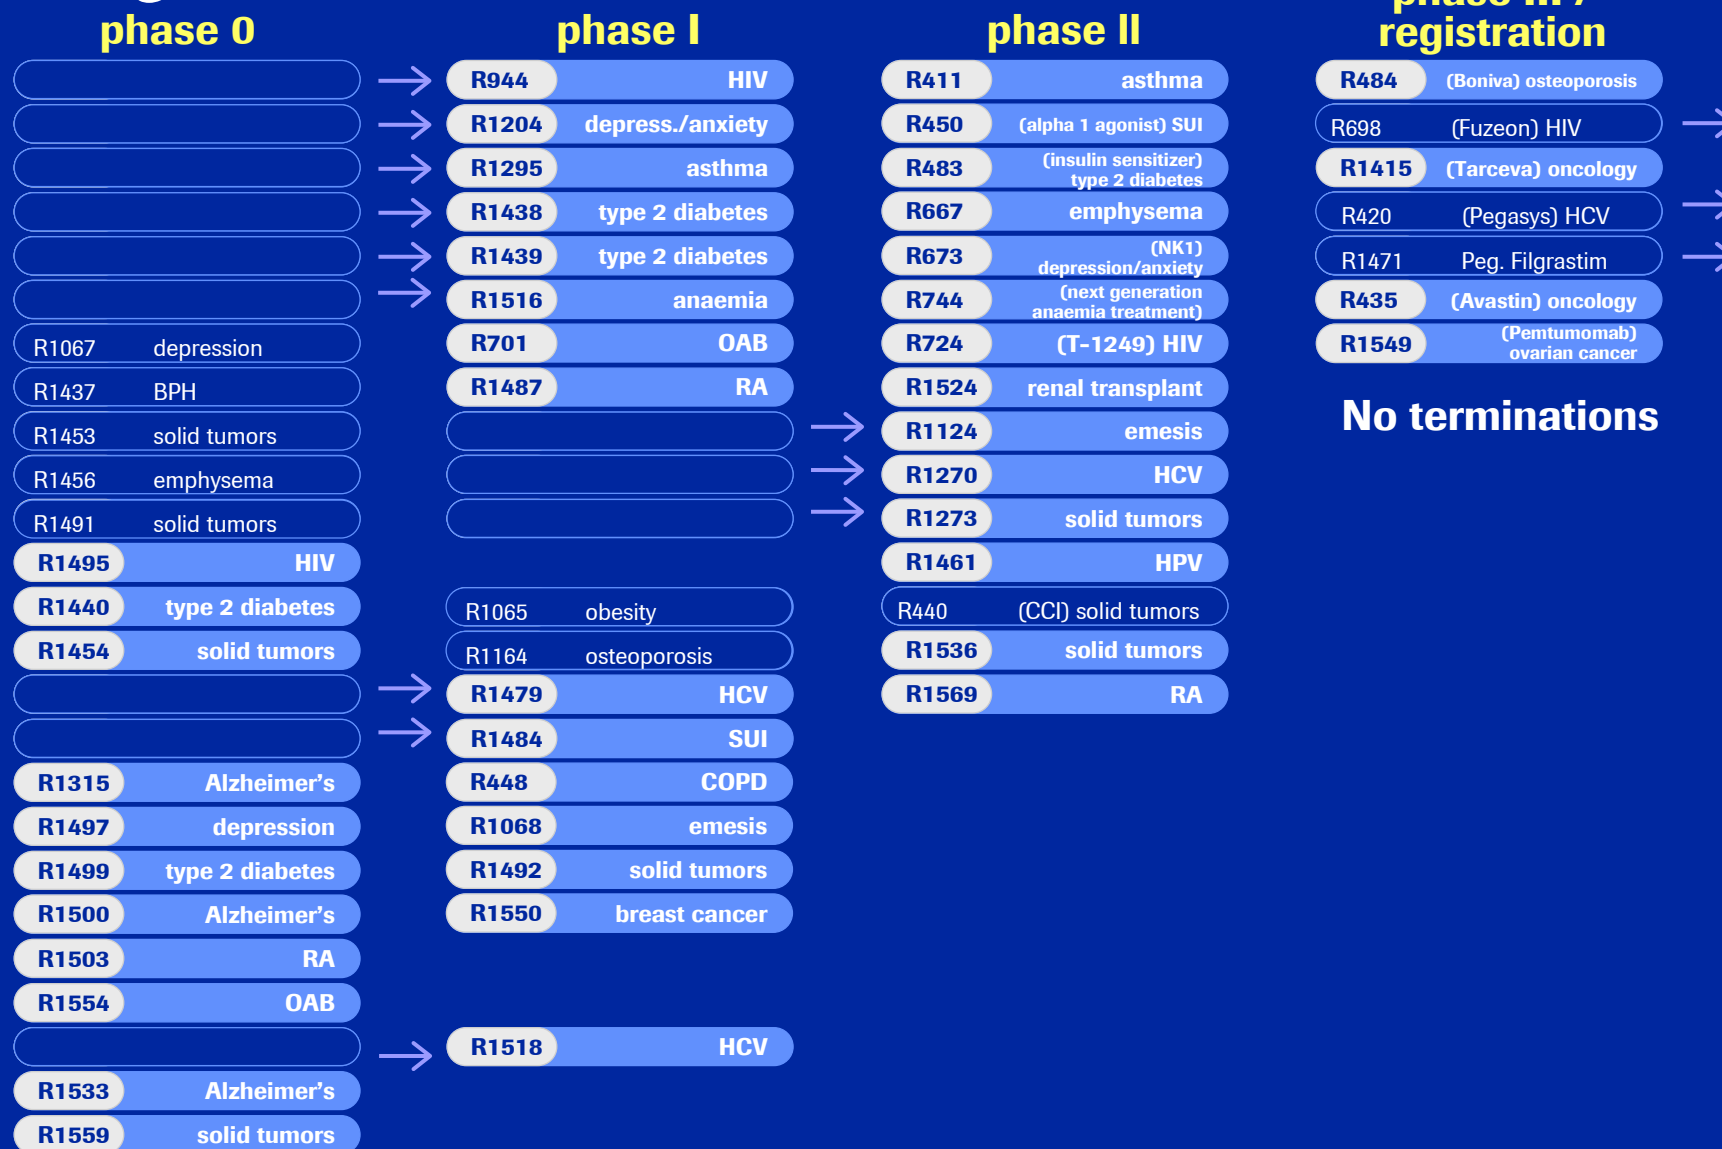 phase 0
R1067 depression
R1437 BPH
R1453 solid tumors
R1456 emphysema
R1491 solid tumors
R1495 HIV
R1440 type 2 diabetes
R1454 solid tumors
R1315 Alzheimer's
R1497 depression
R1499 type 2 diabetes
R1500 Alzheimer's
R1503 RA
R1554 OAB
R1533 Alzheimer's
R1559 solid tumors
phase I
R944 HIV
R1204 depress./anxiety
R1295 asthma
R1438 type 2 diabetes
R1439 type 2 diabetes
R1516 anaemia
R701 OAB
R1487 RA
R1065 obesity
R1164 osteoporosis
R1479 HCV
R1484 SUI
R448 COPD
R1068 emesis
R1492 solid tumors
R1550 breast cancer
R1518 HCV
phase II
R411 asthma
R450 (alpha 1 agonist) SUI
R483 (insulin sensitizer)
type 2 diabetes
R667 emphysema
R673 (NK1)
depression/anxiety
R744 (next generation
anaemia treatment)
R724 (T-1249) HIV
R1524 renal transplant
R1124 emesis
R1270 HCV
R1273 solid tumors
R1461 HPV
R440 (CCI) solid tumors
R1536 solid tumors
R1569 RA
phase III /
registration
R484 (Boniva) osteoporosis
R698 (Fuzeon) HIV
R1415 (Tarceva) oncology
R420 (Pegasys) HCV
R1471 Peg. Filgrastim
R435 (Avastin) oncology
R1549 (Pemtumomab)
ovarian cancer
No terminations